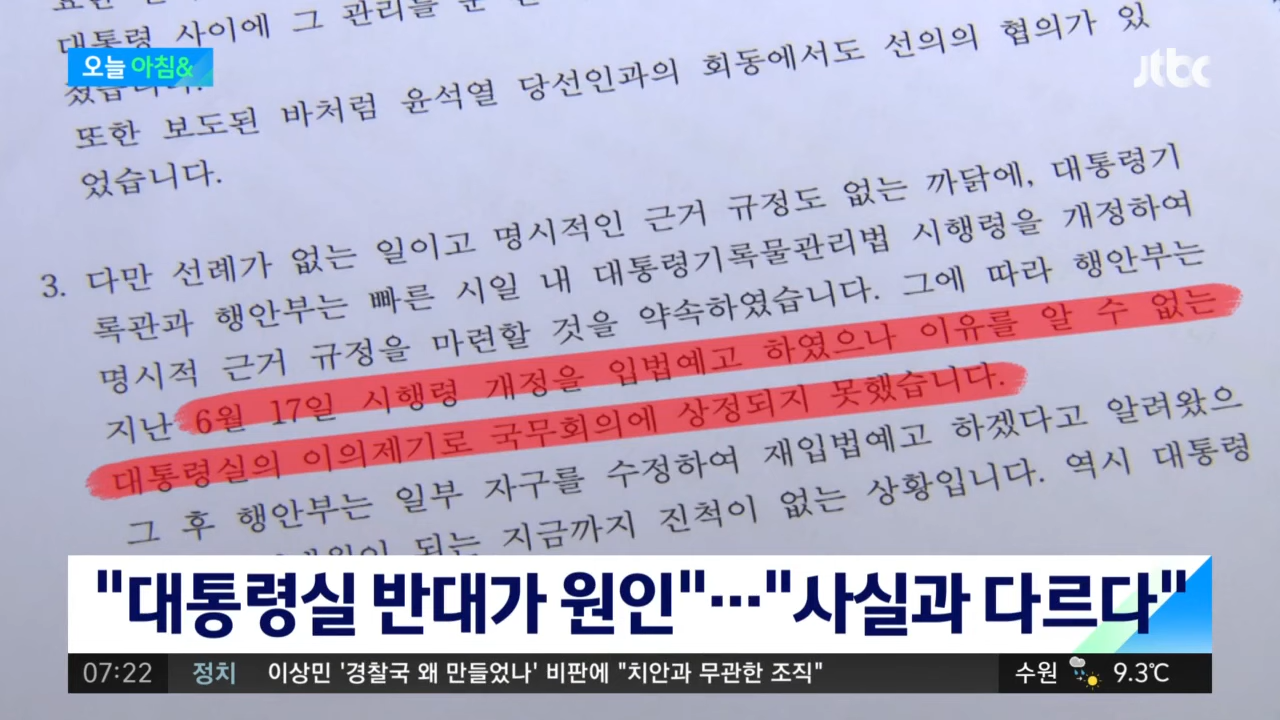 대통령 사이에 그 관리를
오늘 아침&
jtbc
또한 보도된 바처럼 윤석열 당선인과의 회동에서도 선의의 협의가 있
었습니다.
3. 다만 선례가 없는 일이고 명시적인 근거 규정도 없는 까닭에, 대통령기
록관과 행안부는 빠른 시일 내 대통령기록물관리법 시행령을 개정하여
명시적 근거 규정을 마련할 것을 약속하였습니다. 그에 따라 행안부는
지난 6월 17일 시행령 개정을 입법예고 하였으나 이유를 알 수 없는
대통령실의 이의제기로 국무회의에 상정되지 못했습니다.
그 후 행안부는 일부 자구를 수정하여 재입법예고 하겠다고 알려왔으
되는 지금까지 진척이 없는 상황입니다. 역시 대통령
"대통령실 반대가 원인"…"사실과 다르다"
07:22 정치 이상민 '경찰국 왜 만들었나' 비판에 "치안과 무관한 조직" 수원 9.3℃